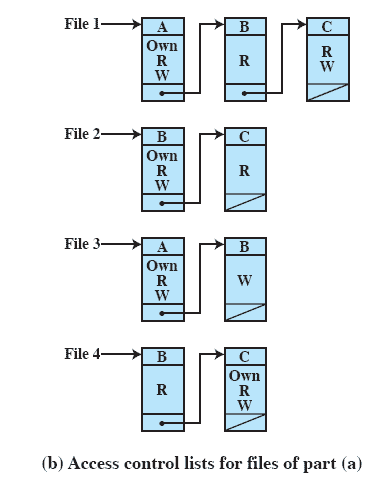 File 1 A B C
Own R W
R
R W
File 2 B C
Own R W
R
File 3 A B
Own R W
W
File 4 B C
R
Own R W
(b) Access control lists for files of part (a)